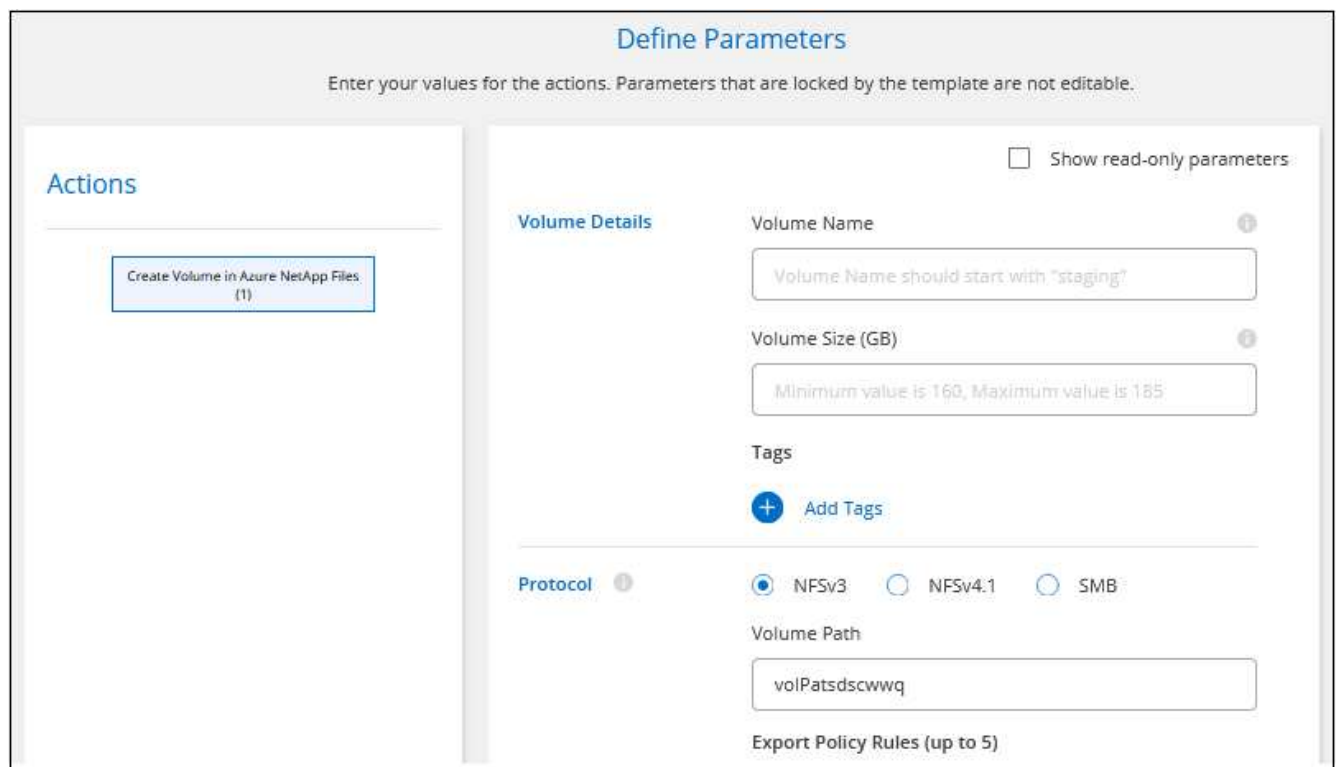 Define Parameters
Enter your values for the actions. Parameters that are locked by the template are not editable.
Actions
Create Volume in Azure NetApp Files
(1)
Show read-only parameters
Volume Details
Volume Name
Volume Name should start with "staging"
Volume Size (GB)
Minimum value is 160, Maximum value is 185
Tags
+ Add Tags
Protocol
NFSv3 NFSv4.1 SMB
Volume Path
volPatsdscwwq
Export Policy Rules (up to 5)